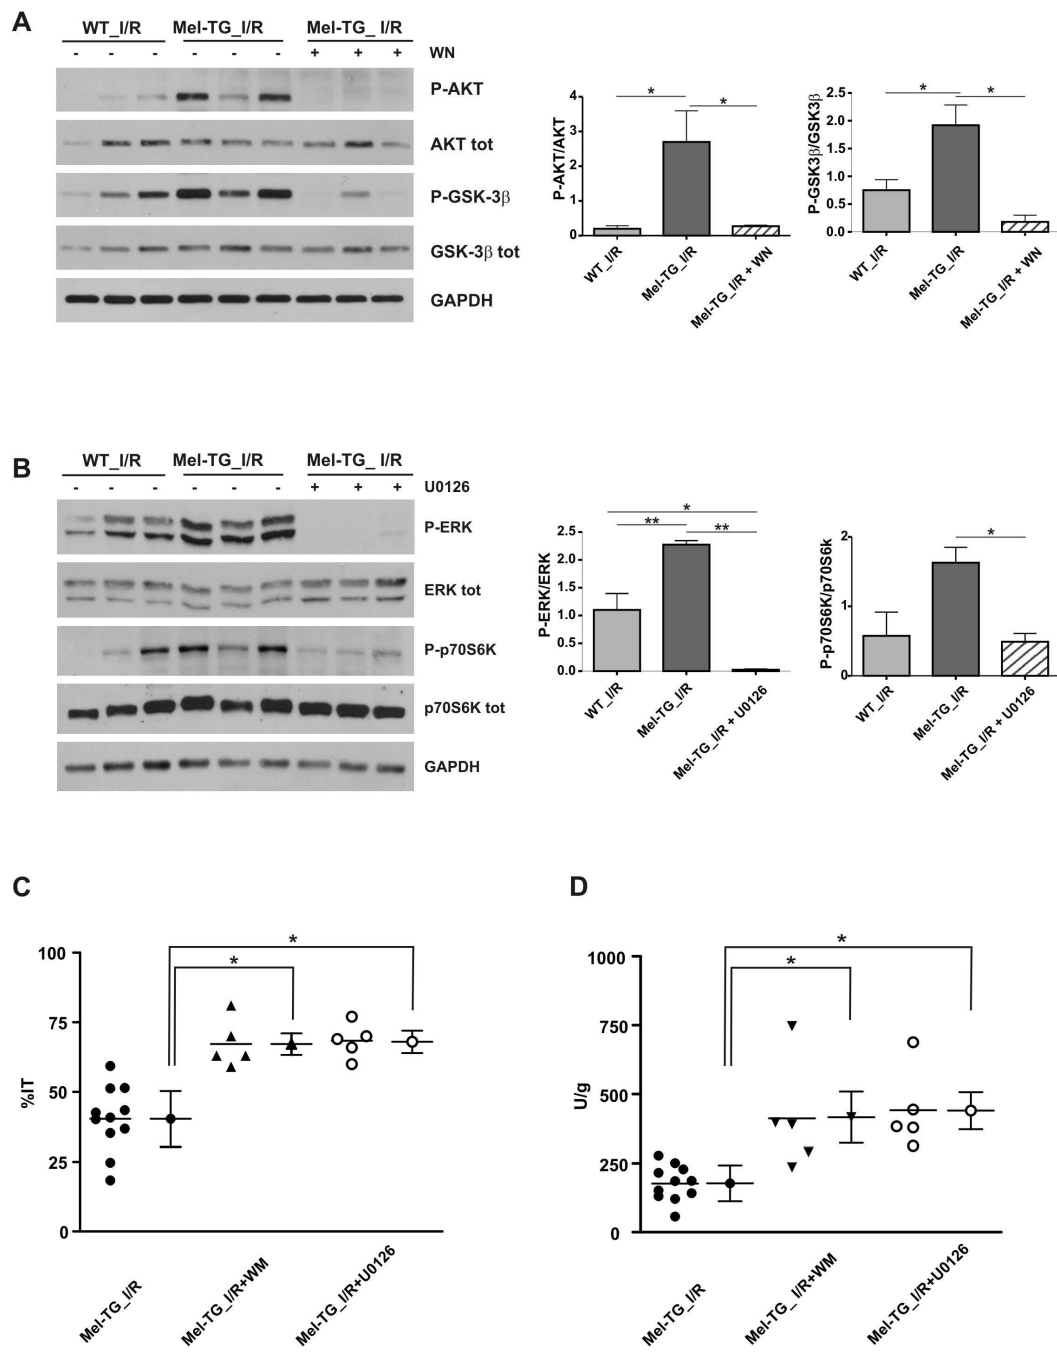 A
WT_I/R Mel-TG_I/R Mel-TG_ I/R
- - - - - - + + + WN
P-AKT
AKT tot
P-GSK-3β
GSK-3β tot
GAPDH
P-AKT/AKT
4
3
2
1
0
* *
WT_I/R
Mel-TG_I/R
Mel-TG_I/R + WN
P-GSK3β/GSK3β
2.5
2.0
1.5
1.0
0.5
0.0
* *
WT_I/R
Mel-TG_I/R
Mel-TG_I/R + WN
B
WT_I/R Mel-TG_I/R Mel-TG_ I/R
- - - - - - + + + U0126
P-ERK
ERK tot
P-p70S6K
p70S6K tot
GAPDH
P-ERK/ERK
2.5
2.0
1.5
1.0
0.5
0.0
*
** **
WT_I/R
Mel-TG_I/R
Mel-TG_I/R + U0126
P-p70S6K/p70S6k
2
1
0
*
WT_I/R
Mel-TG_I/R
Mel-TG_I/R + U0126
C
%IT
100
75
50
25
0
*
*
Mel-TG_I/R
Mel-TG_I/R+WM
Mel-TG_I/R+U0126
D
U/g
1000
750
500
250
0
*
*
Mel-TG_I/R
Mel-TG_I/R+WM
Mel-TG_I/R+U0126